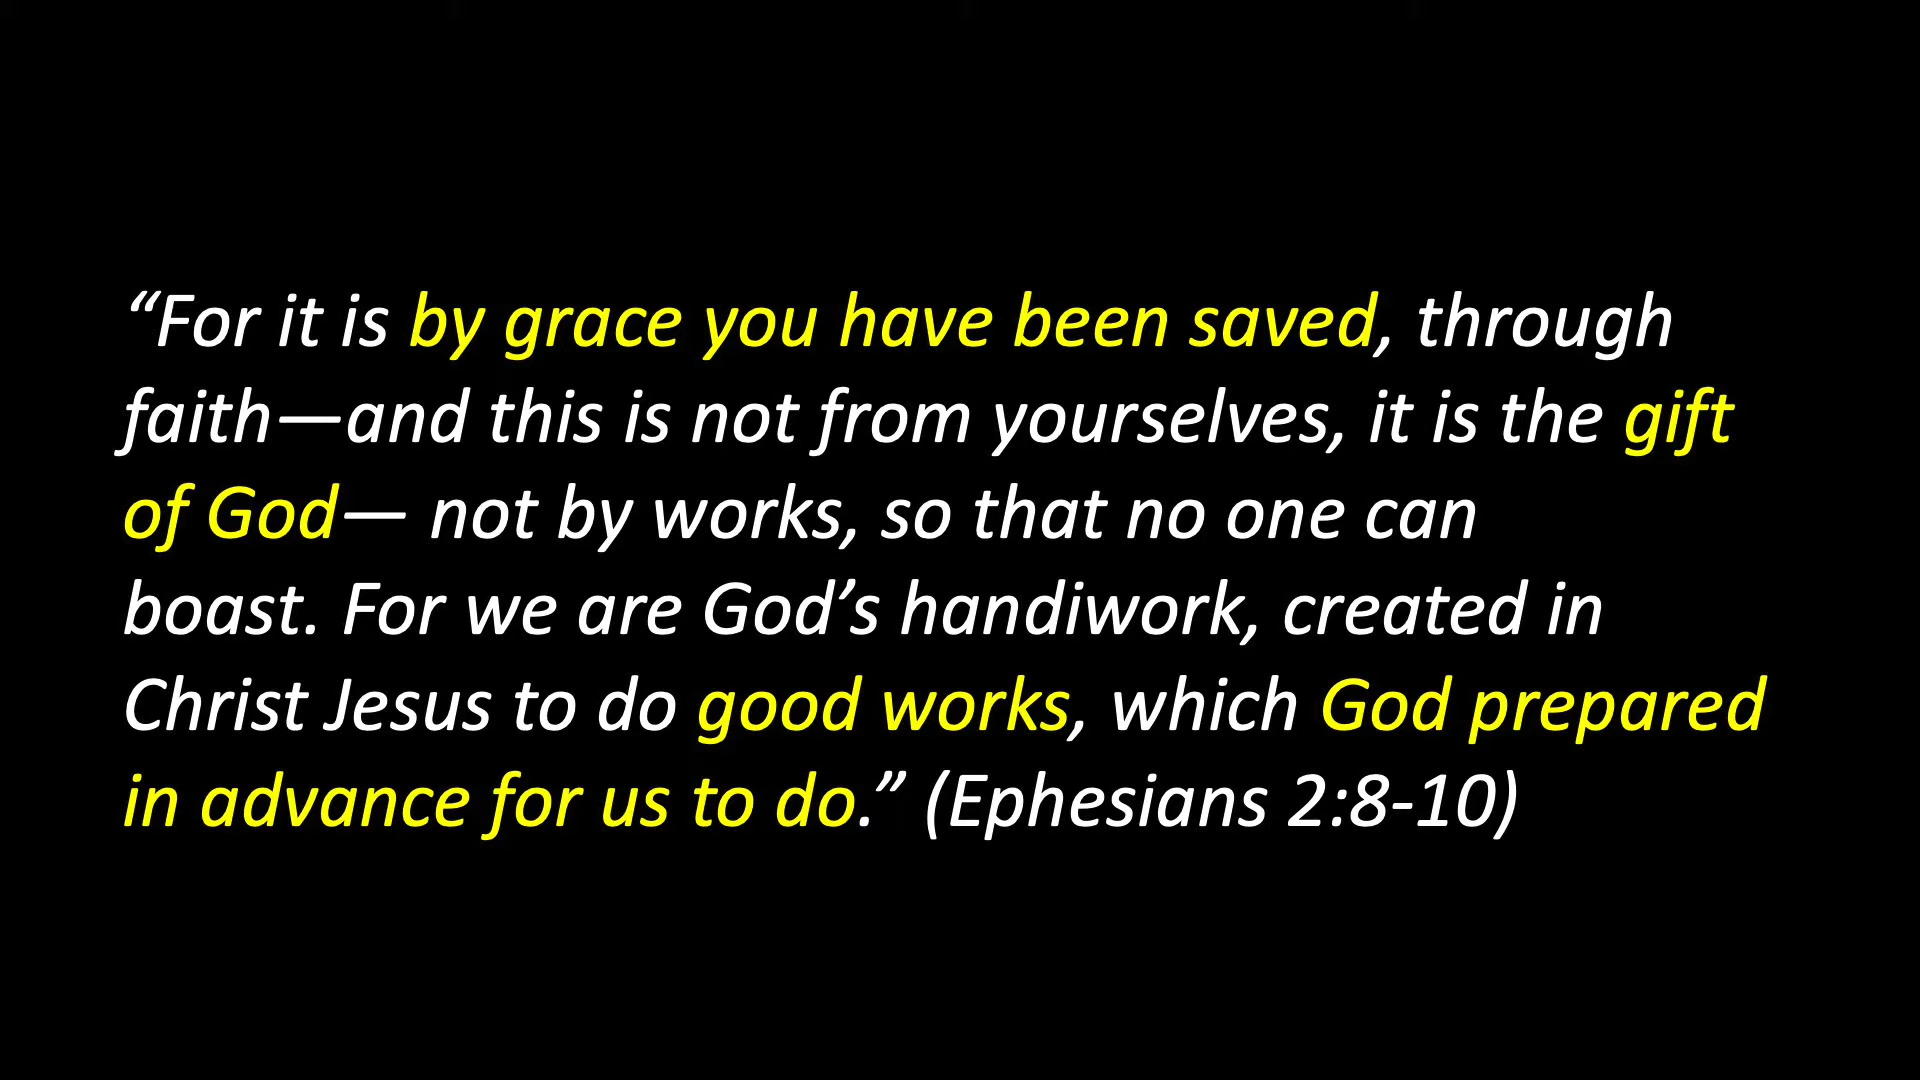 “For it is by grace you have been saved, through
faith—and this is not from yourselves, it is the gift
of God— not by works, so that no one can
boast. For we are God’s handiwork, created in
Christ Jesus to do good works, which God prepared
in advance for us to do.” (Ephesians 2:8-10)